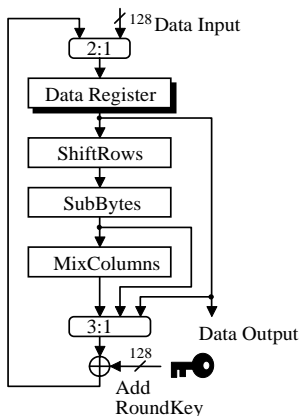 128 Data Input
2:1
Data Register
ShiftRows
SubBytes
MixColumns
3:1
Data Output
128
Add
RoundKey